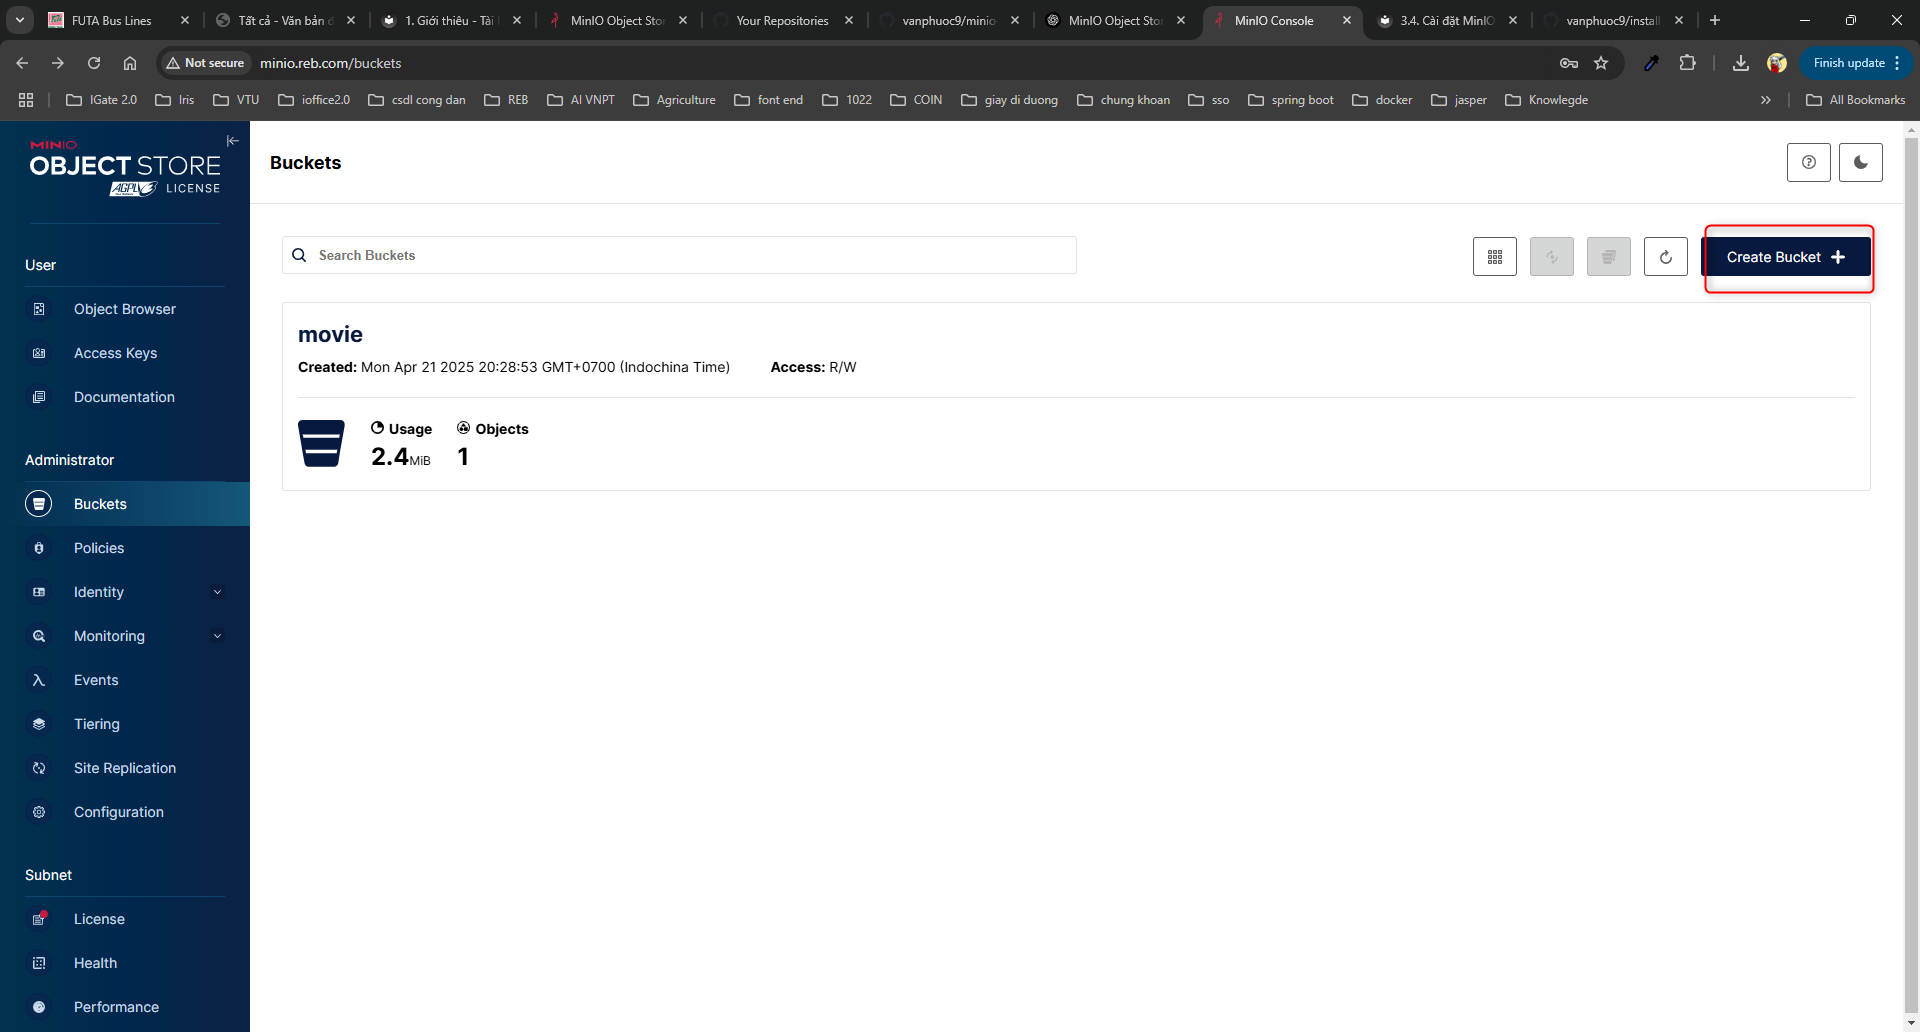 FUTA Bus Lines
Tất cả - Văn bản đ
1. Giới thiệu - Tài l
MinIO Object Stor
Your Repositories
vanphuoc9/minio
MinIO Object Stor
MinIO Console
3.4. Cài đặt MinIO
vanphuoc9/install
Not secure
minio.reb.com/buckets
Finish update
IGate 2.0
Iris
VTU
ioffice2.0
csdl cong dan
REB
AI VNPT
Agriculture
font end
1022
COIN
giay di duong
chung khoan
sso
spring boot
docker
jasper
Knowlegde
All Bookmarks
MINIO
OBJECT STORE
AGPLv3 LICENSE
User
Object Browser
Access Keys
Documentation
Administrator
Buckets
Policies
Identity
Monitoring
Events
Tiering
Site Replication
Configuration
Subnet
License
Health
Performance
Buckets
Search Buckets
Create Bucket
movie
Created: Mon Apr 21 2025 20:28:53 GMT+0700 (Indochina Time)
Access: R/W
Usage
Objects
2.4MiB
1